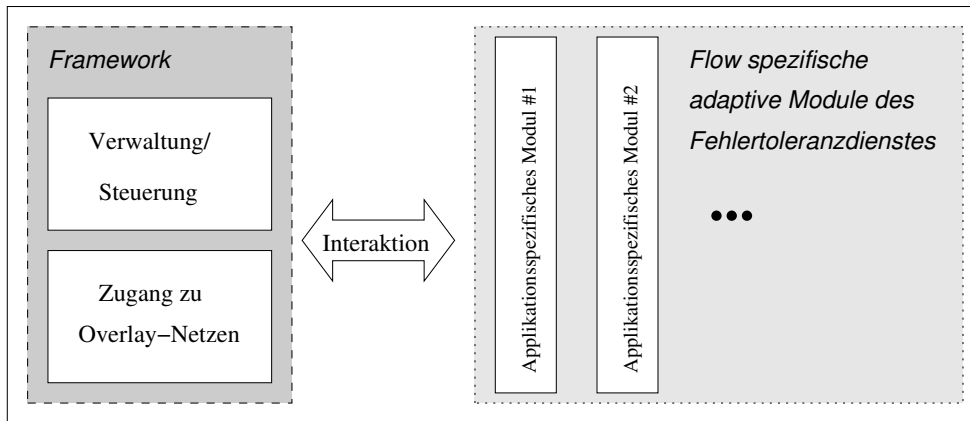 Framework
Verwaltung/
Steuerung
Zugang zu
Overlay−Netzen
Interaktion
Applikationsspezifisches Modul #1
Applikationsspezifisches Modul #2
Flow spezifische
adaptive Module des
Fehlertoleranzdienstes
•••